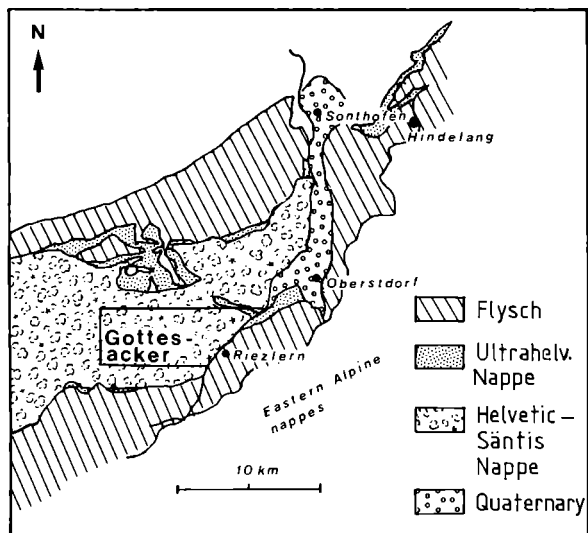 N
Sonthofen
Hindelang
Oberstdorf
Gottes-
acker
Riezlern
Eastern Alpine
nappes
10 km
Flysch
Ultrahelv.
Nappe
Helvetic –
Säntis
Nappe
Quaternary